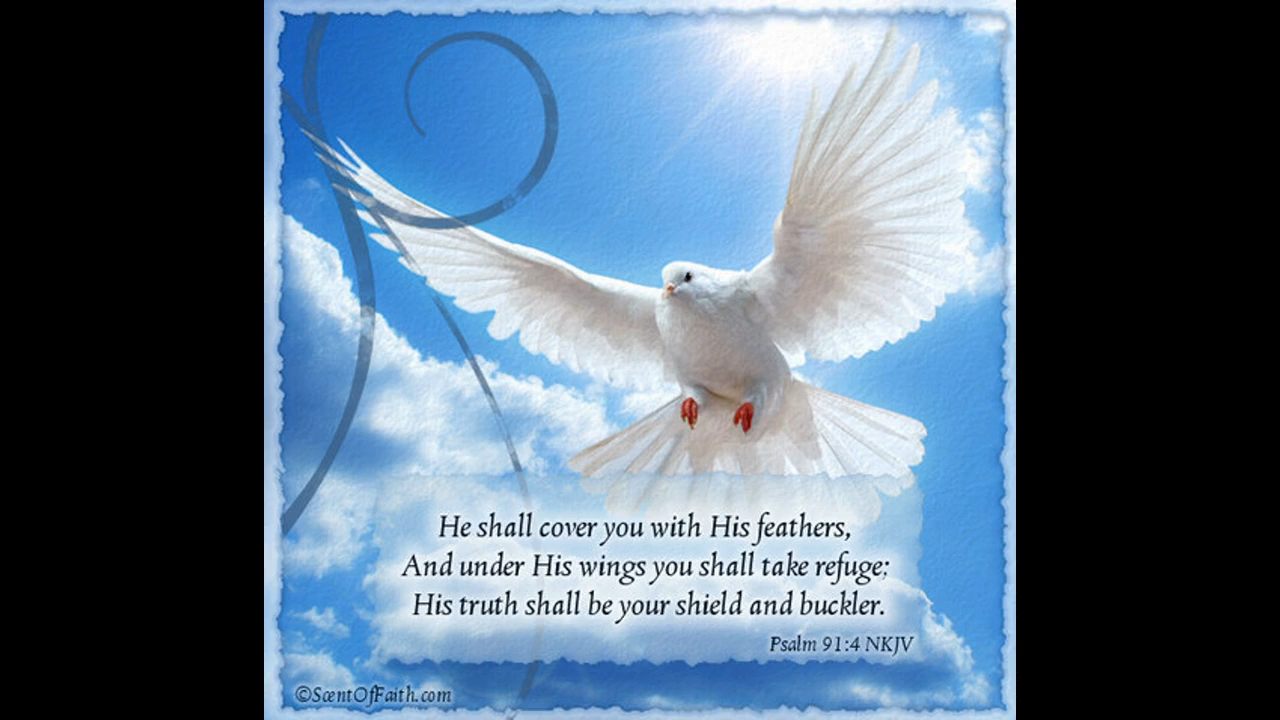 He shall cover you with His feathers,
And under His wings you shall take refuge;
His truth shall be your shield and buckler.
Psalm 91:4 NKJV
©ScentOfFaith.com